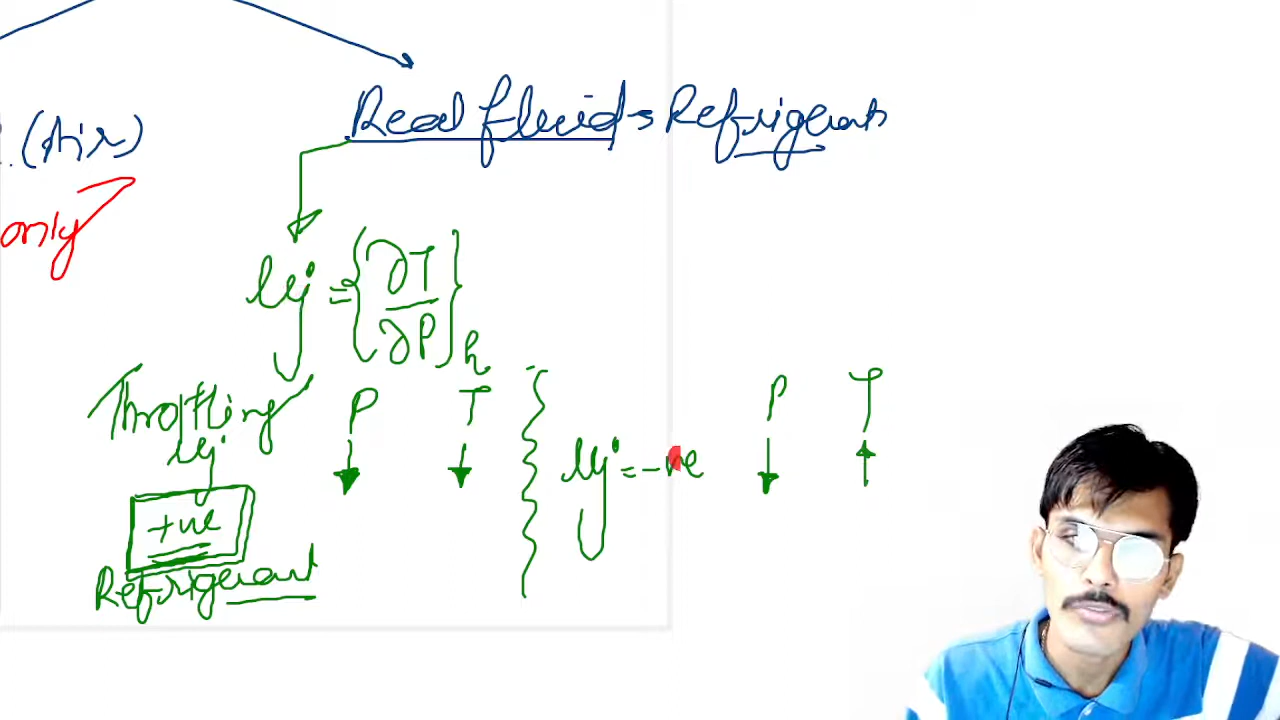 (Air)
Real fluid → Refrigerants
only
μj = {∂T/∂P}h
Throttling P T P T
μj μj = -ve
+ve
Refrigerant